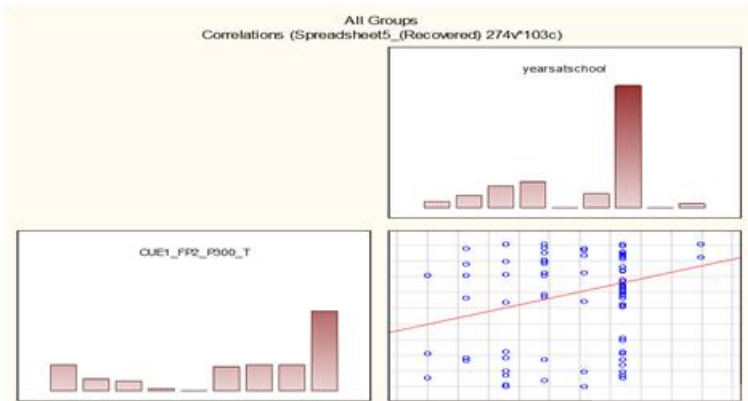 All Groups
Correlations (Spreadsheet5_(Recovered) 274v*103c)
yearsatschool
CUE1_FP2_P300_T